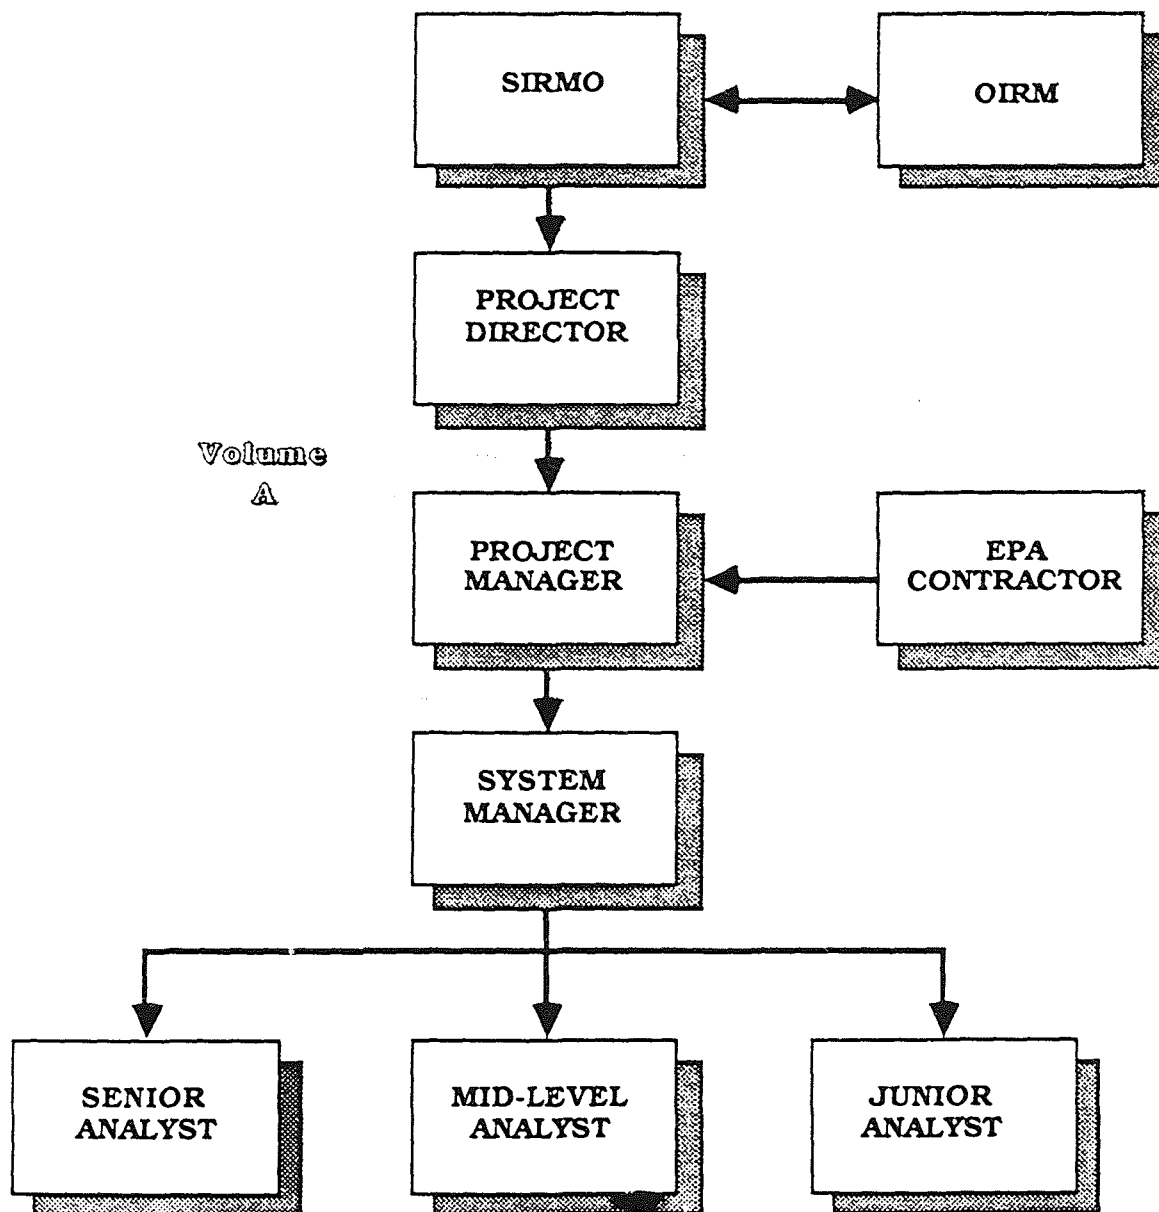 SIRMO
OIRM
PROJECT
DIRECTOR
Volume
A
PROJECT
MANAGER
EPA
CONTRACTOR
SYSTEM
MANAGER
SENIOR
ANALYST
MID-LEVEL
ANALYST
JUNIOR
ANALYST